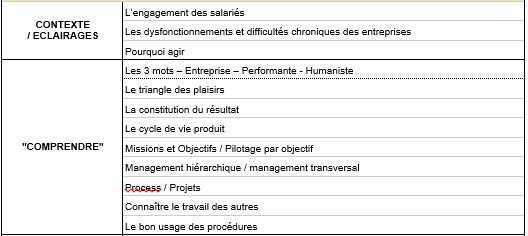 CONTEXTE
/ ECLAIRAGES
L'engagement des salariés
Les dysfonctionnements et difficultés chroniques des entreprises
Pourquoi agir
"COMPRENDRE"
Les 3 mots – Entreprise – Performante - Humaniste
Le triangle des plaisirs
La constitution du résultat
Le cycle de vie produit
Missions et Objectifs / Pilotage par objectif
Management hiérarchique / management transversal
Process / Projets
Connaître le travail des autres
Le bon usage des procédures